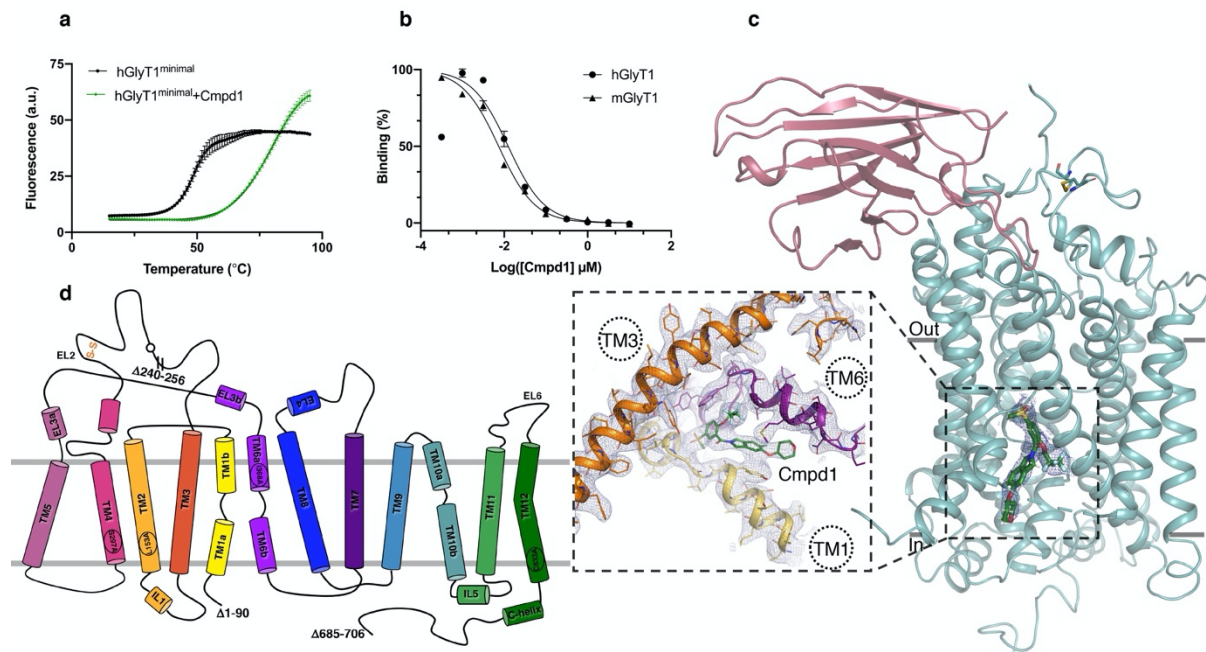 a
75
50
25
0
Fluorescence (a.u.)
hGlyT1minimal
hGlyT1minimal+Cmpd1
0
50
100
Temperature (°C)
b
100
50
0
Binding (%)
hGlyT1
mGlyT1
-4
-2
0
2
Log([Cmpd1] µM)
c
Out
In
d
EL2
S-S
Δ240-256
EL3a
EL3b
EL4
EL6
TM5
TM4
TM2
TM3
TM1b
TM1a
TM6a
TM6b
TM8
TM7
TM9
TM10a
TM10b
TM11
TM12
L153A
IL1
IL5
C-helix
Δ1-90
Δ685-706
TM3
TM6
Cmpd1
TM1